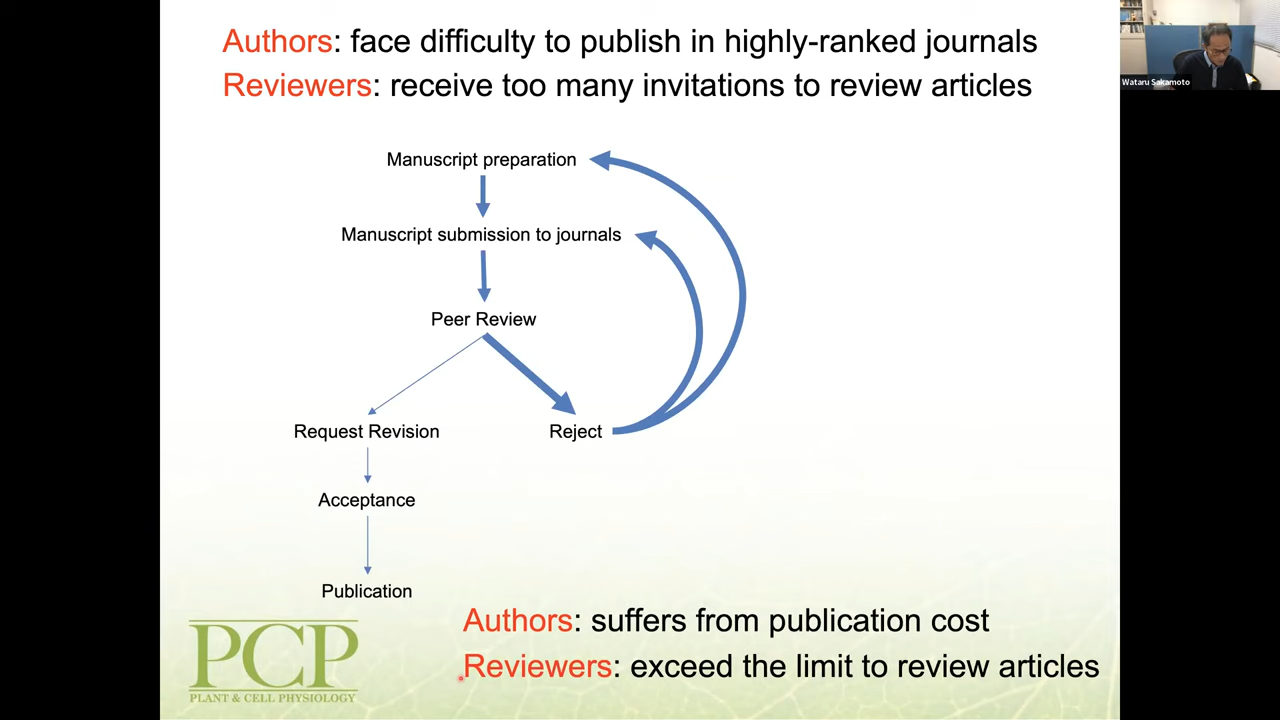 Authors: face difficulty to publish in highly-ranked journals
Reviewers: receive too many invitations to review articles
Wataru Sakamoto
Manuscript preparation
Manuscript submission to journals
Peer Review
Request Revision
Reject
Acceptance
Publication
Authors: suffers from publication cost
Reviewers: exceed the limit to review articles
PCP
PLANT & CELL PHYSIOLOGY